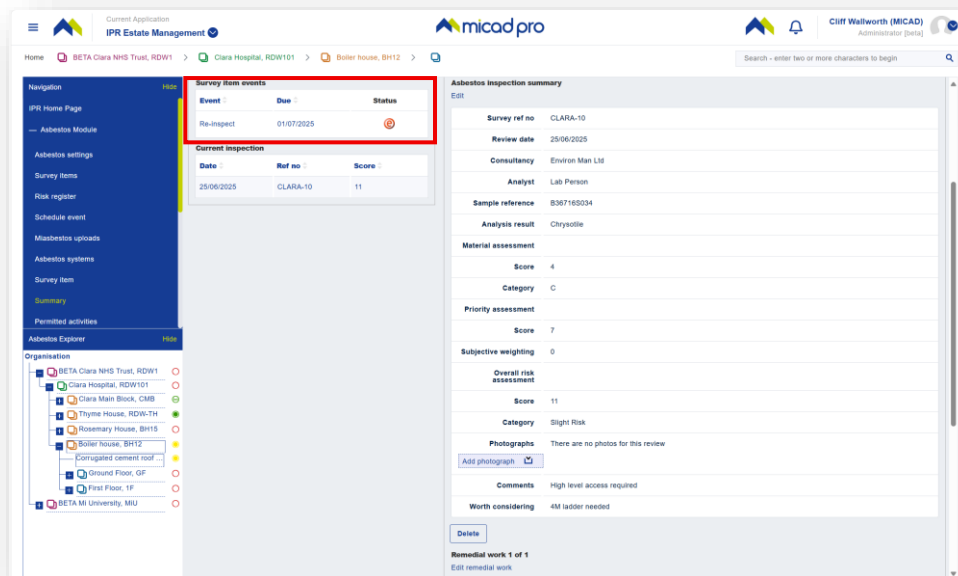 Current Application
IPR Estate Management
micad pro
Cliff Wallworth (MICAD)
Administrator [beta]
Home BETA Clara NHS Trust, RDW1 > Clara Hospital, RDW101 > Boiler house, BH12 >
Search - enter two or more characters to begin
Navigation Hide
IPR Home Page
— Asbestos Module
Asbestos settings
Survey items
Risk register
Schedule event
Miasbestos uploads
Asbestos systems
Survey item
Summary
Permitted activities
Asbestos Explorer Hide
Organisation
BETA Clara NHS Trust, RDW1
Clara Hospital, RDW101
Clara Main Block, CMB
Thyme House, RDW-TH
Rosemary House, BH15
Boiler house, BH12
Corrugated cement roof ...
Ground Floor, GF
First Floor, 1F
BETA Mi University, MiU
Survey item events
Event Due Status
Re-inspect 01/07/2025
Current inspection
Date Ref no Score
25/06/2025 CLARA-10 11
Asbestos inspection summary
Edit
Survey ref no CLARA-10
Review date 25/06/2025
Consultancy Environ Man Ltd
Analyst Lab Person
Sample reference B36716S034
Analysis result Chrysotile
Material assessment
Score 4
Category C
Priority assessment
Score 7
Subjective weighting 0
Overall risk
assessment
Score 11
Category Slight Risk
Photographs There are no photos for this review
Add photograph
Comments High level access required
Worth considering 4M ladder needed
Delete
Remedial work 1 of 1
Edit remedial work